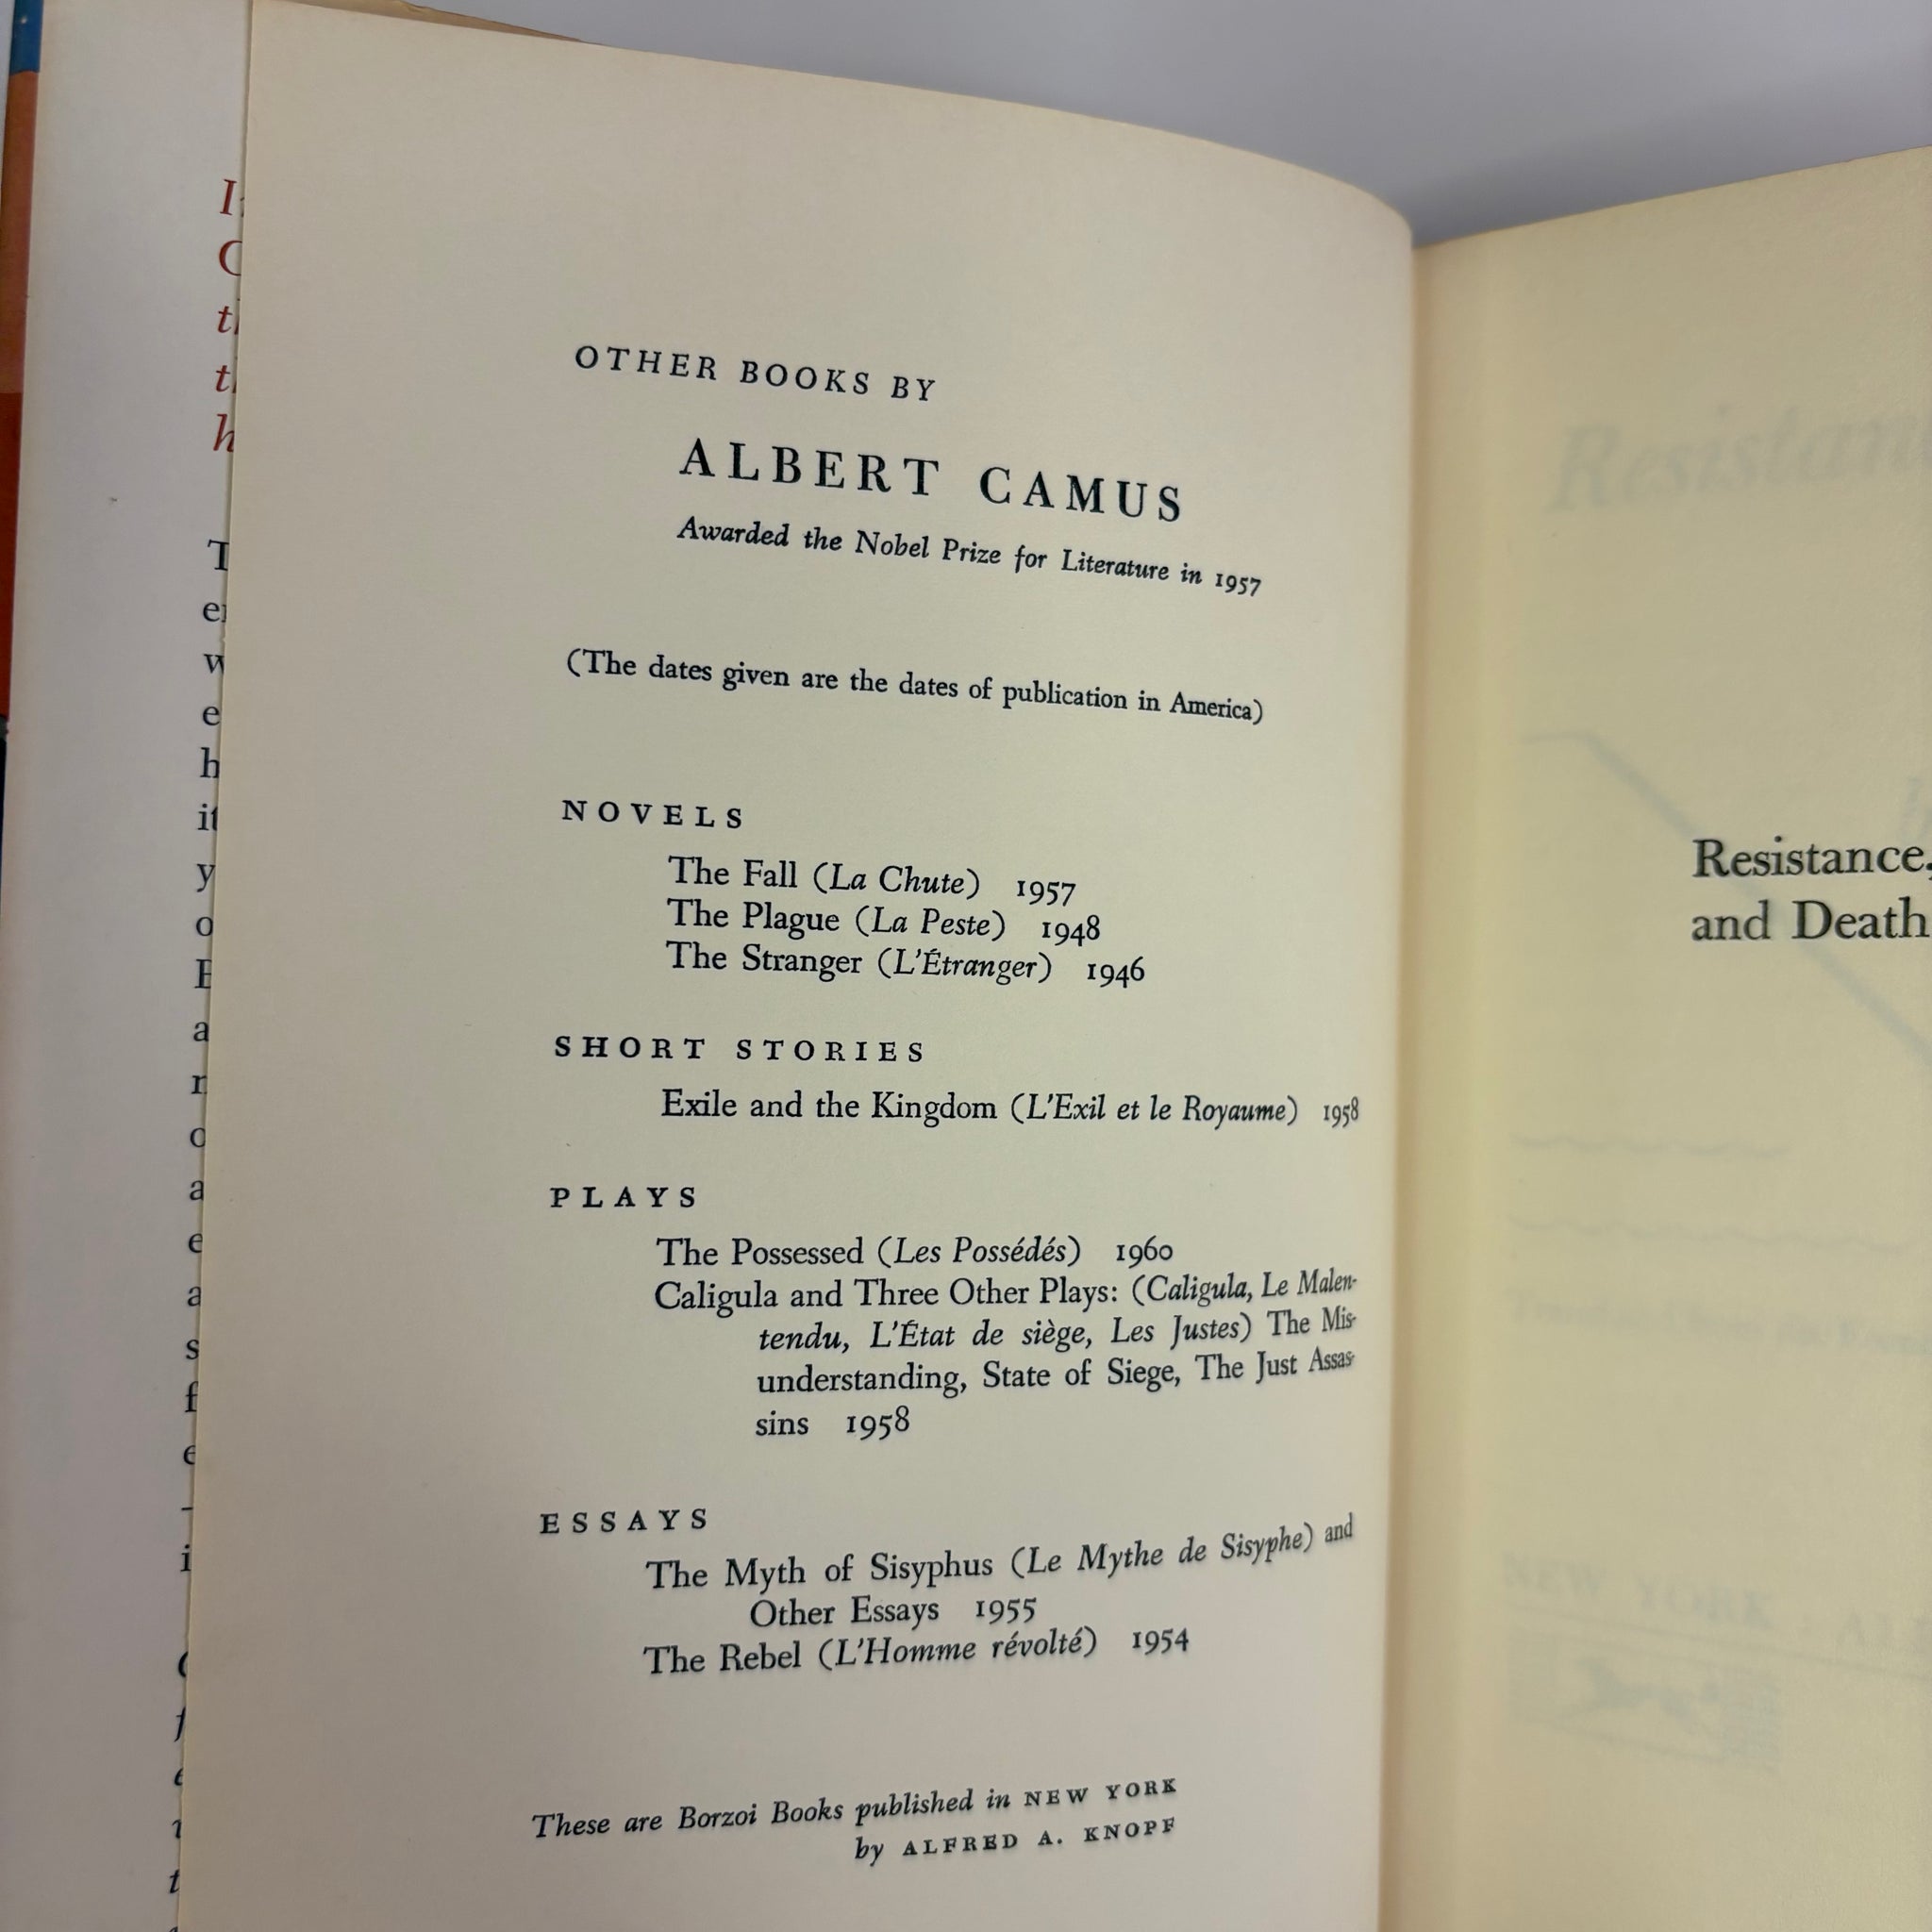 OTHER BOOKS BY
ALBERT CAMUS
Awarded the Nobel Prize for Literature in 1957
(The dates given are the dates of publication in America)
NOVELS
The Fall (La Chute) 1957
The Plague (La Peste) 1948
The Stranger (L'Étranger) 1946
SHORT STORIES
Exile and the Kingdom (L'Exil et le Royaume) 1958
PLAYS
The Possessed (Les Possédés) 1960
Caligula and Three Other Plays: (Caligula, Le Malen-
tendu, L'État de siège, Les Justes) The Mis-
understanding, State of Siege, The Just Assas-
sins 1958
ESSAYS
The Myth of Sisyphus (Le Mythe de Sisyphe) and
Other Essays 1955
The Rebel (L'Homme révolté) 1954
These are Borzoi Books published in NEW YORK
by ALFRED A. KNOPF
Resistance,
and Death